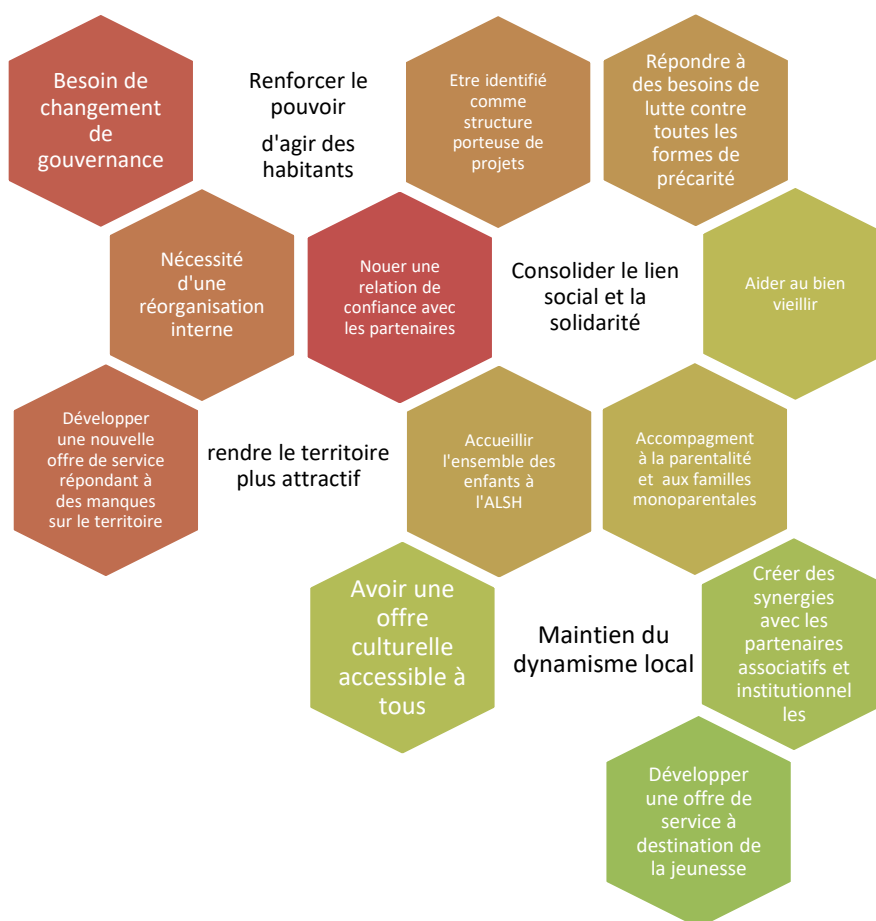 Besoin de
changement
de
gouvernance
Renforcer le
pouvoir
d'agir des
habitants
Etre identifié
comme
structure
porteuse de
projets
Répondre à
des besoins de
lutte contre
toutes les
formes de
précarité
Nécessité
d'une
réorganisation
interne
Nouer une
relation de
confiance avec
les partenaires
Consolider le lien
social et la
solidarité
Aider au bien
vieillir
Développer
une nouvelle
offre de service
répondant à
des manques
sur le territoire
rendre le territoire
plus attractif
Accueillir
l'ensemble des
enfants à
l'ALSH
Accompagment
à la parentalité
et aux familles
monoparentales
Avoir une
offre
culturelle
accessible à
tous
Maintien du
dynamisme local
Créer des
synergies
avec les
partenaires
associatifs et
institutionnel
les
Développer
une offre de
service à
destination de
la jeunesse